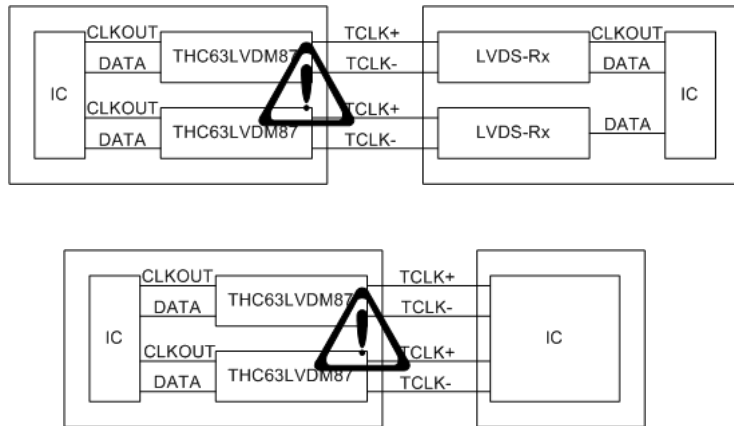 CLKOUT TCLK+ CLKOUT
THC63LVDM87 LVDS-Rx
DATA TCLK- DATA
IC IC
CLKOUT TCLK+
THC63LVDM87 LVDS-Rx DATA
DATA TCLK-
CLKOUT TCLK+
THC63LVDM87
DATA TCLK-
IC IC
CLKOUT TCLK+
THC63LVDM87
DATA TCLK-